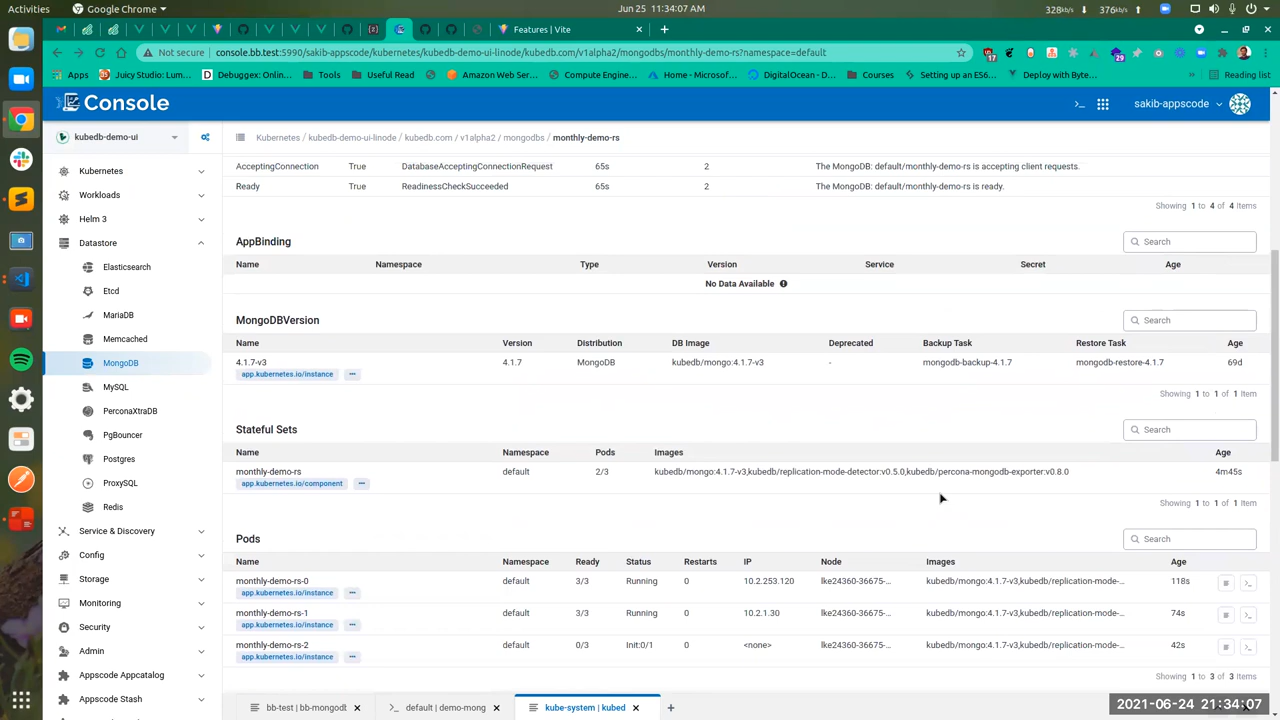 Activities
Google Chrome
Jun 25, 11:34:07 AM
328kb/s
376kb/s
Features | Vite
Not secure
console.bb.test:5990/sakib-appscode/kubernetes/kubedb-demo-ui-linode/kubedb.com/v1alpha2/mongodbs/monthly-demo-rs?namespace=default
17
29
Apps Juicy Studio: Lum... Debuggex: Onlin... Tools Useful Read Amazon Web Ser... Compute Engine... Home - Microsof... DigitalOcean - D... Courses Setting up an ES6... Deploy with Byte... » Reading list
Console
sakib-appscode
kubedb-demo-ui
Kubernetes / kubedb-demo-ui-linode / kubedb.com / v1alpha2 / mongodbs / monthly-demo-rs
Kubernetes
Workloads
Helm 3
Datastore
Elasticsearch
Etcd
MariaDB
Memcached
MongoDB
MySQL
PerconaXtraDB
PgBouncer
Postgres
ProxySQL
Redis
Service & Discovery
Config
Storage
Monitoring
Security
Admin
Appscode Appcatalog
Appscode Stash
AcceptingConnection True DatabaseAcceptingConnectionRequest 65s 2 The MongoDB: default/monthly-demo-rs is accepting client requests.
Ready True ReadinessCheckSucceeded 65s 2 The MongoDB: default/monthly-demo-rs is ready.
Showing 1 to 4 of 4 Items
AppBinding Search
Name Namespace Type Version Service Secret Age
No Data Available
MongoDBVersion Search
Name Version Distribution DB Image Deprecated Backup Task Restore Task Age
4.1.7-v3 4.1.7 MongoDB kubedb/mongo:4.1.7-v3 - mongodb-backup-4.1.7 mongodb-restore-4.1.7 69d
app.kubernetes.io/instance ...
Showing 1 to 1 of 1 Item
Stateful Sets Search
Name Namespace Pods Images Age
monthly-demo-rs default 2/3 kubedb/mongo:4.1.7-v3,kubedb/replication-mode-detector:v0.5.0,kubedb/percona-mongodb-exporter:v0.8.0 4m45s
app.kubernetes.io/component ...
Showing 1 to 1 of 1 Item
Pods Search
Name Namespace Ready Status Restarts IP Node Images Age
monthly-demo-rs-0 default 3/3 Running 0 10.2.253.120 lke24360-36675-... kubedb/mongo:4.1.7-v3,kubedb/replication-mode-... 118s
app.kubernetes.io/instance ...
monthly-demo-rs-1 default 3/3 Running 0 10.2.1.30 lke24360-36675-... kubedb/mongo:4.1.7-v3,kubedb/replication-mode-... 74s
app.kubernetes.io/instance ...
monthly-demo-rs-2 default 0/3 Init:0/1 0 <none> lke24360-36675-... kubedb/mongo:4.1.7-v3,kubedb/replication-mode-... 42s
app.kubernetes.io/instance ...
Showing 1 to 3 of 3 Items
bb-test | bb-mongodb
default | demo-mong
kube-system | kubed
2021-06-24 21:34:07